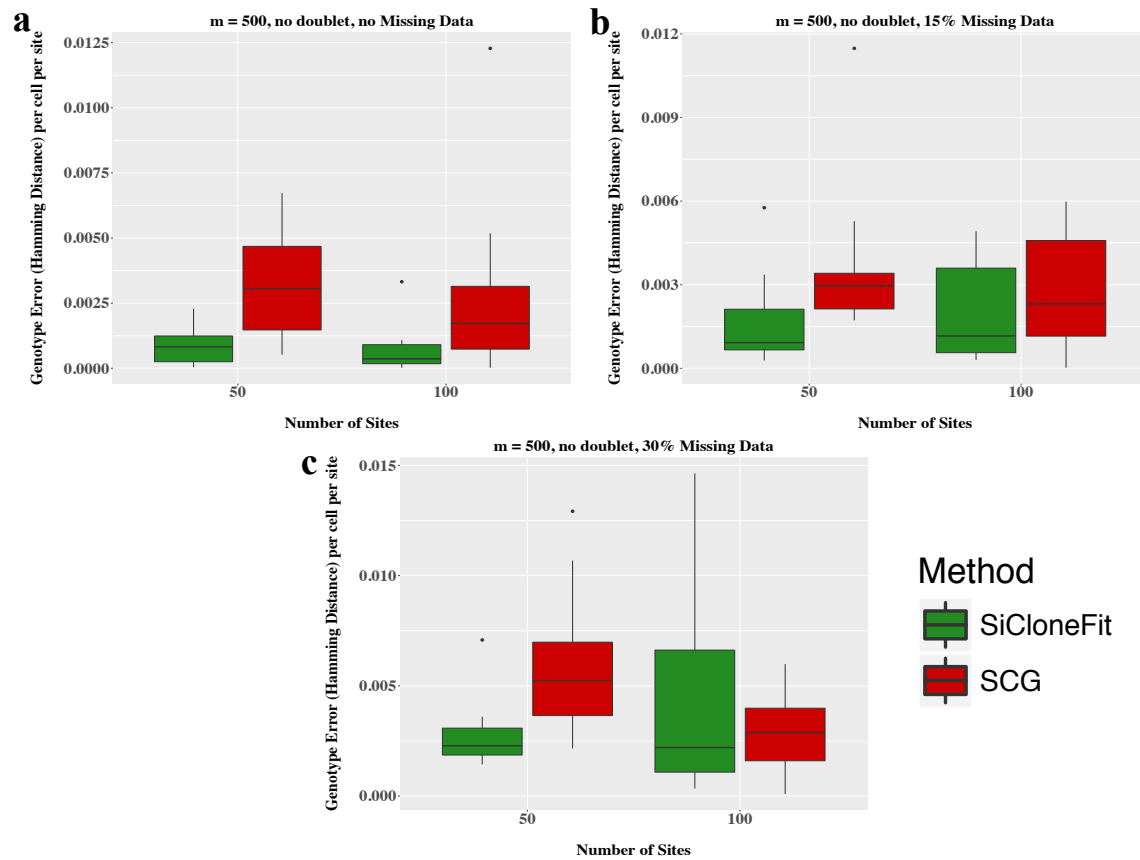 a
m = 500, no doublet, no Missing Data
Genotype Error (Hamming Distance) per cell per site
0.0125
0.0100
0.0075
0.0050
0.0025
0.0000
50
100
Number of Sites
b
m = 500, no doublet, 15% Missing Data
Genotype Error (Hamming Distance) per cell per site
0.012
0.009
0.006
0.003
0.000
50
100
Number of Sites
c
m = 500, no doublet, 30% Missing Data
Genotype Error (Hamming Distance) per cell per site
0.015
0.010
0.005
0.000
50
100
Number of Sites
Method
SiCloneFit
SCG